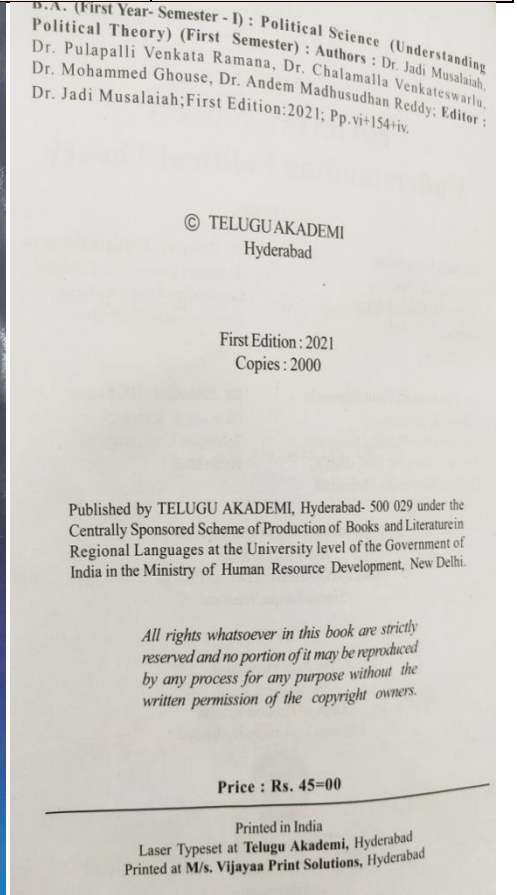 B.A. (First Year- Semester - I) : Political Science (Understanding
Political Theory) (First Semester) : Authors : Dr. Jadi Musalaiah,
Dr. Pulapalli Venkata Ramana, Dr. Chalamalla Venkateswarlu,
Dr. Mohammed Ghouse, Dr. Andem Madhusudhan Reddy; Editor :
Dr. Jadi Musalaiah;First Edition:2021; Pp.vi+154+iv.
© TELUGU AKADEMI
Hyderabad
First Edition : 2021
Copies : 2000
Published by TELUGU AKADEMI, Hyderabad- 500 029 under the
Centrally Sponsored Scheme of Production of Books and Literature in
Regional Languages at the University level of the Government of
India in the Ministry of Human Resource Development, New Delhi.
All rights whatsoever in this book are strictly
reserved and no portion of it may be reproduced
by any process for any purpose without the
written permission of the copyright owners.
Price : Rs. 45=00
Printed in India
Laser Typeset at Telugu Akademi, Hyderabad
Printed at M/s. Vijayaa Print Solutions, Hyderabad